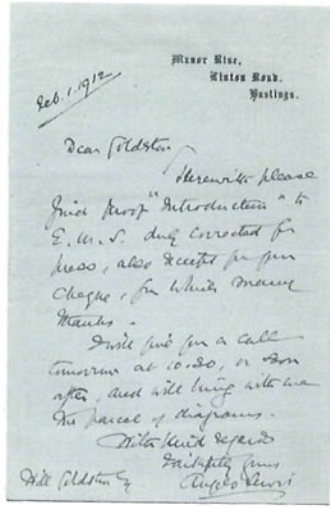 Manor Rise,
Linton Road.
Hastings.
Feb. 1. 1912
Dear Goldston
Herewith please
find proof "Introduction" to
E. M. S. duly corrected for
press, also receipt for your
cheque, for which many
thanks.
I will give you a call
tomorrow at 10.30, or soon
after, and will bring with me
the parcel of diagrams.
With kind regards
Faithfully yours
Angelo Lewis
Will Goldston Esq